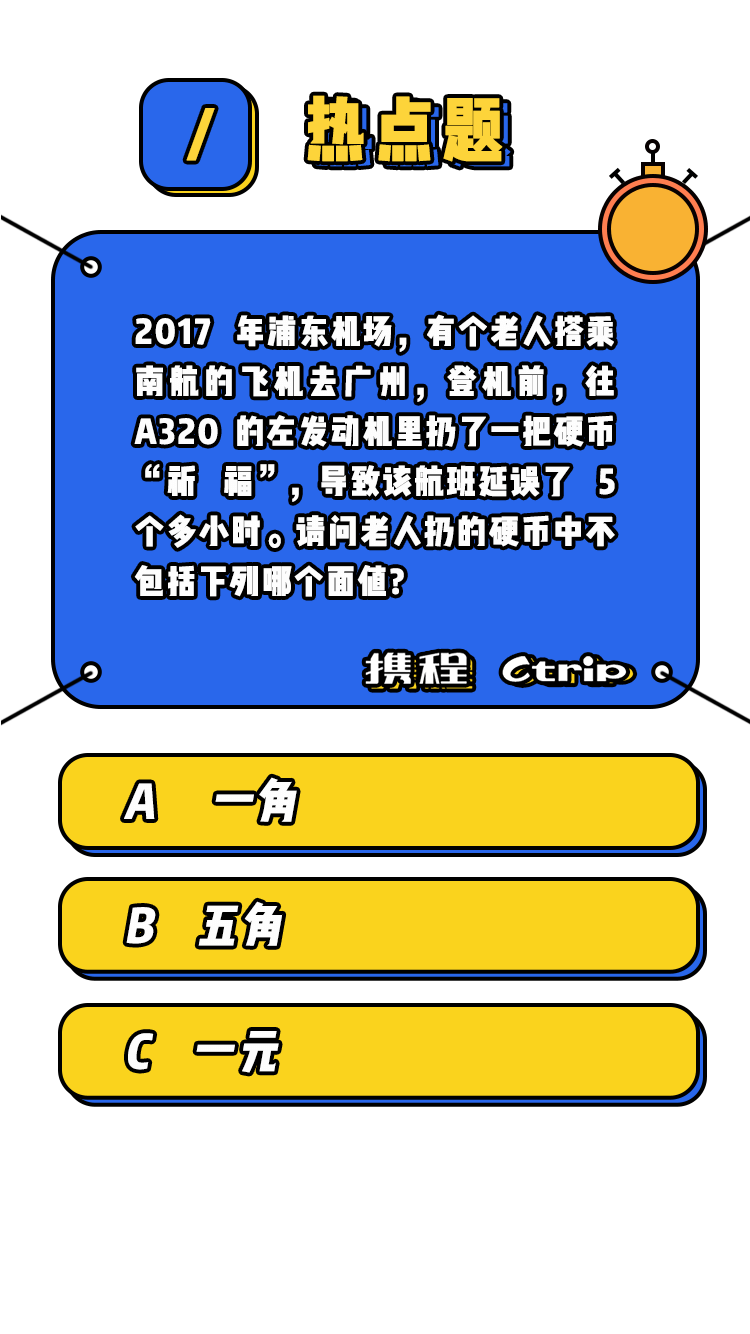 / 热点题
2017 年浦东机场，有个老人搭乘
南航的飞机去广州，登机前，往
A320 的左发动机里扔了一把硬币
“祈 福”，导致该航班延误了 5
个多小时。请问老人扔的硬币中不
包括下列哪个面值？
携程 Ctrip
A 一角
B 五角
C 一元